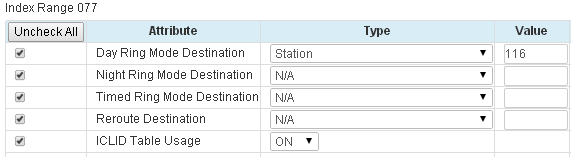 Index Range 077
Uncheck All Attribute Type Value
Day Ring Mode Destination Station 116
Night Ring Mode Destination N/A
Timed Ring Mode Destination N/A
Reroute Destination N/A
ICLID Table Usage ON